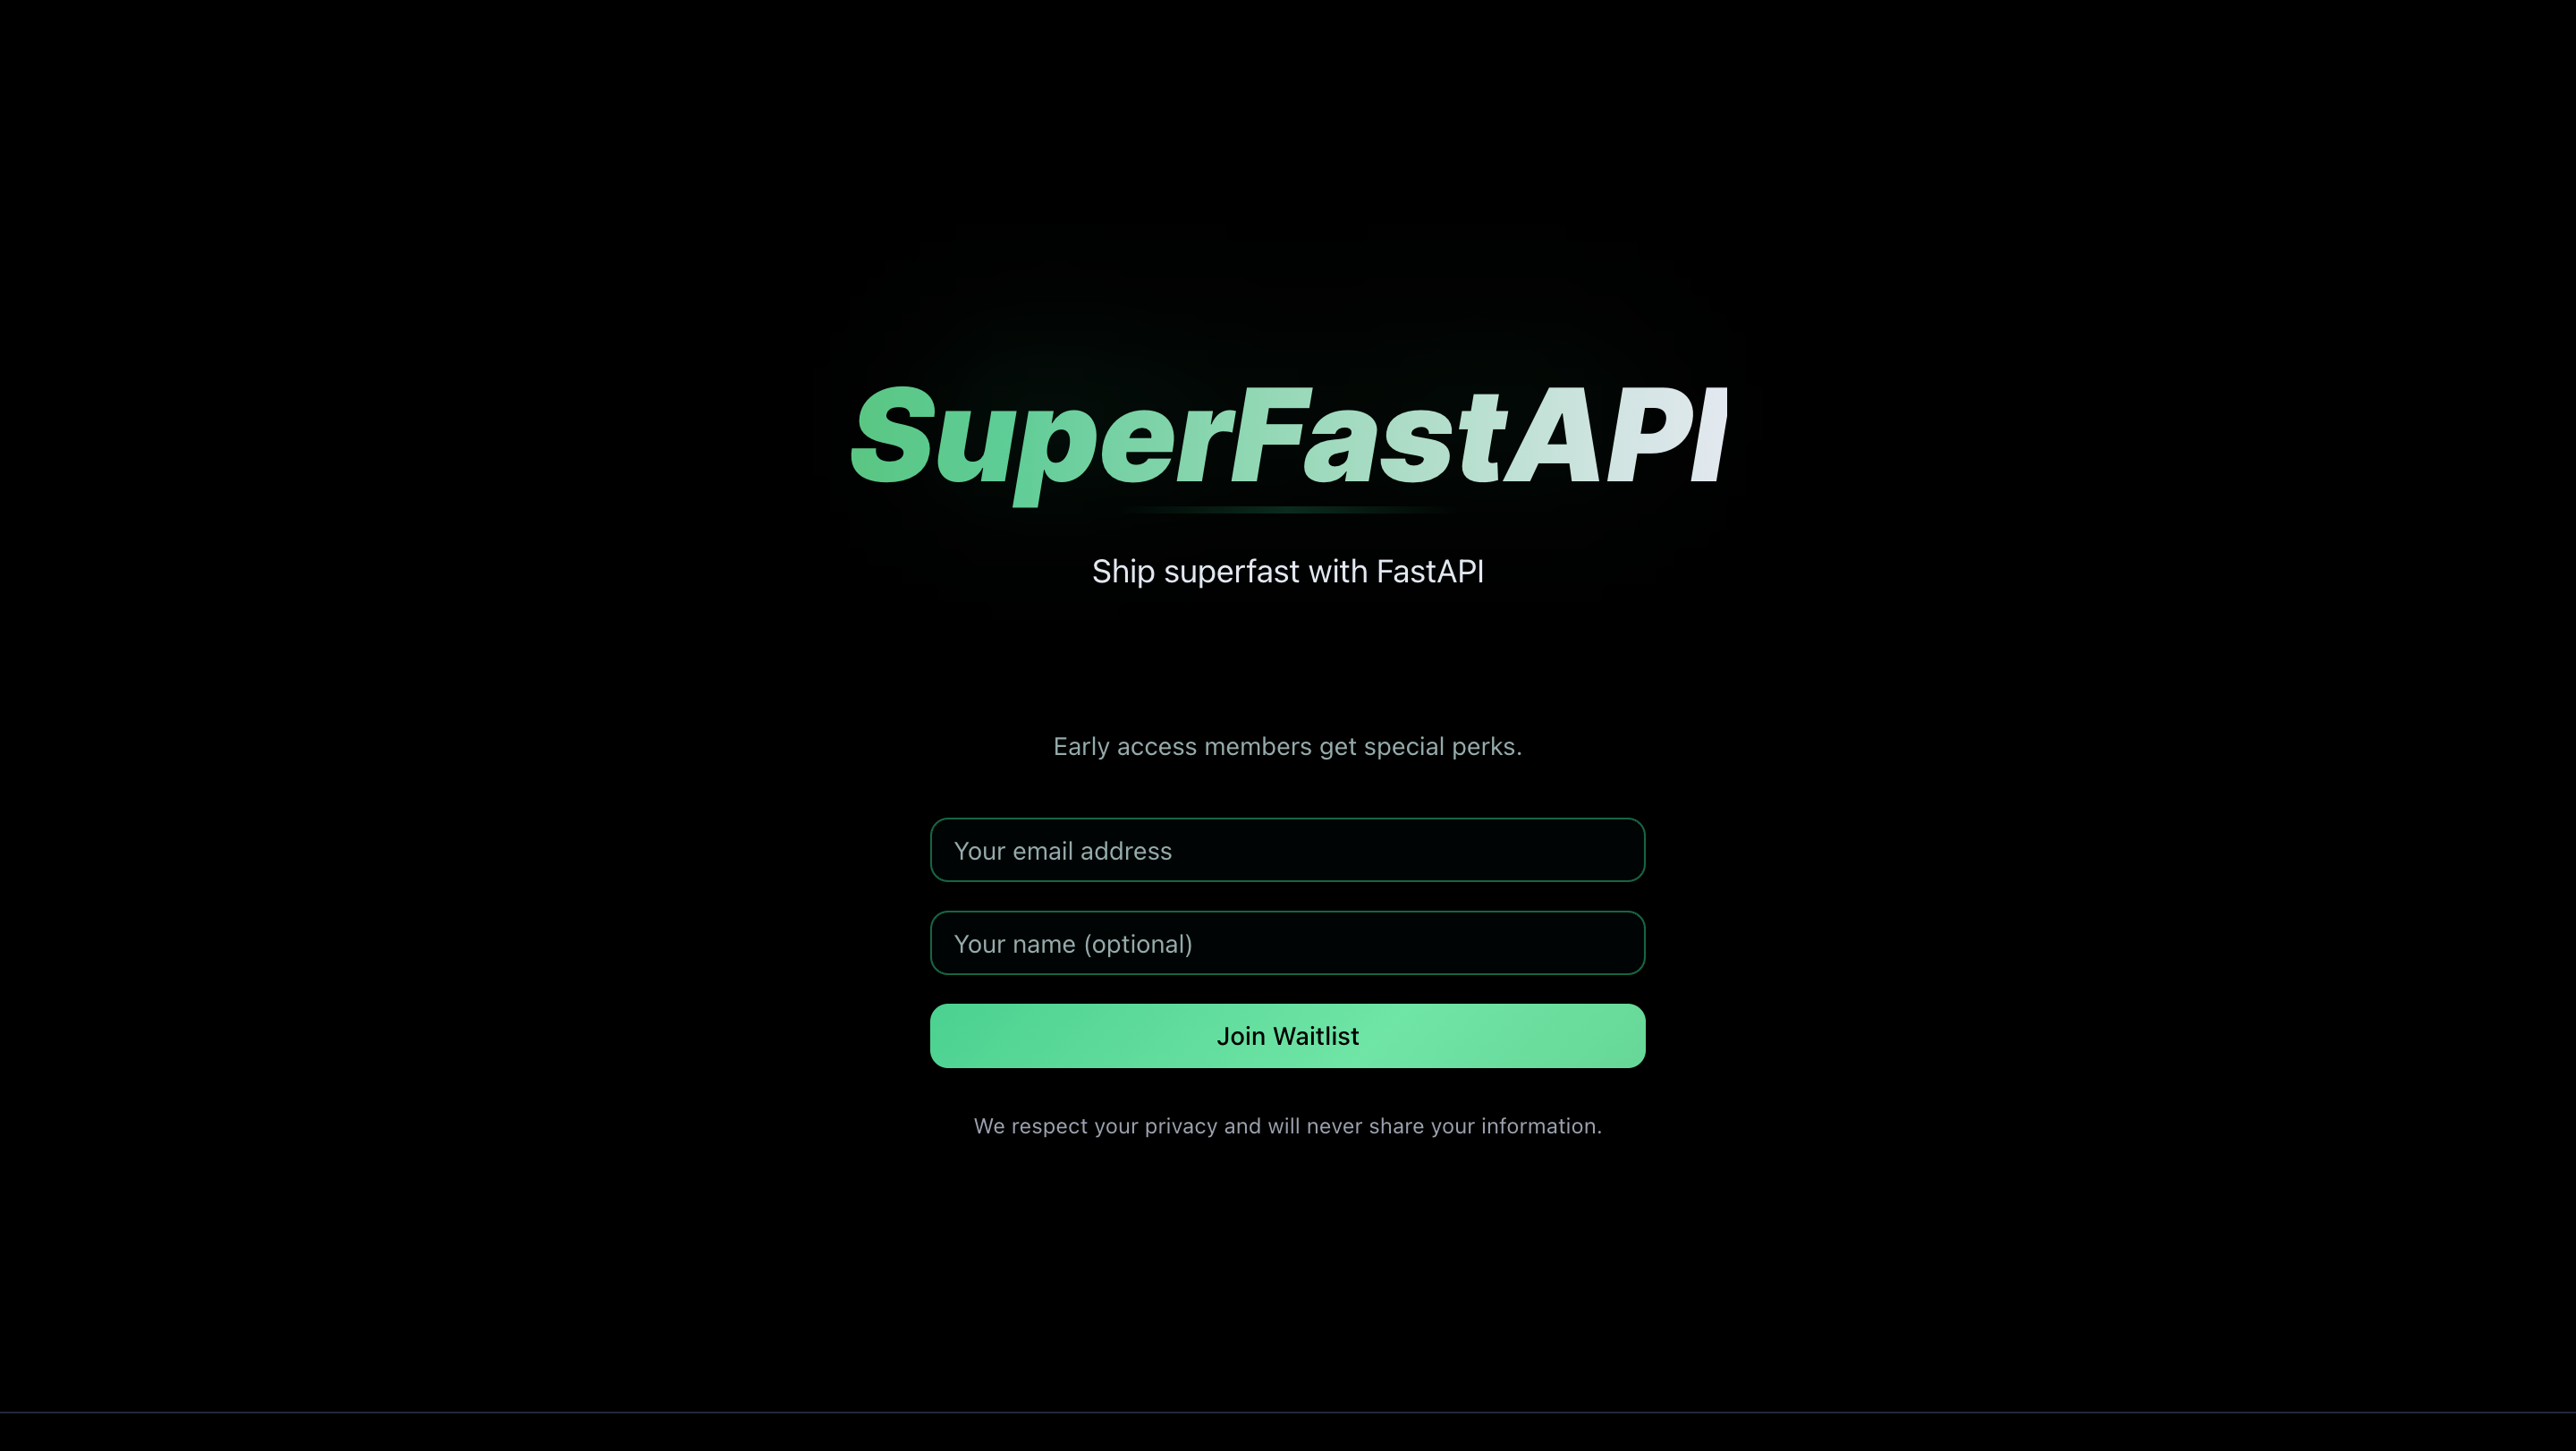 SuperFastAPI
Ship superfast with FastAPI
Early access members get special perks.
Your email address
Your name (optional)
Join Waitlist
We respect your privacy and will never share your information.